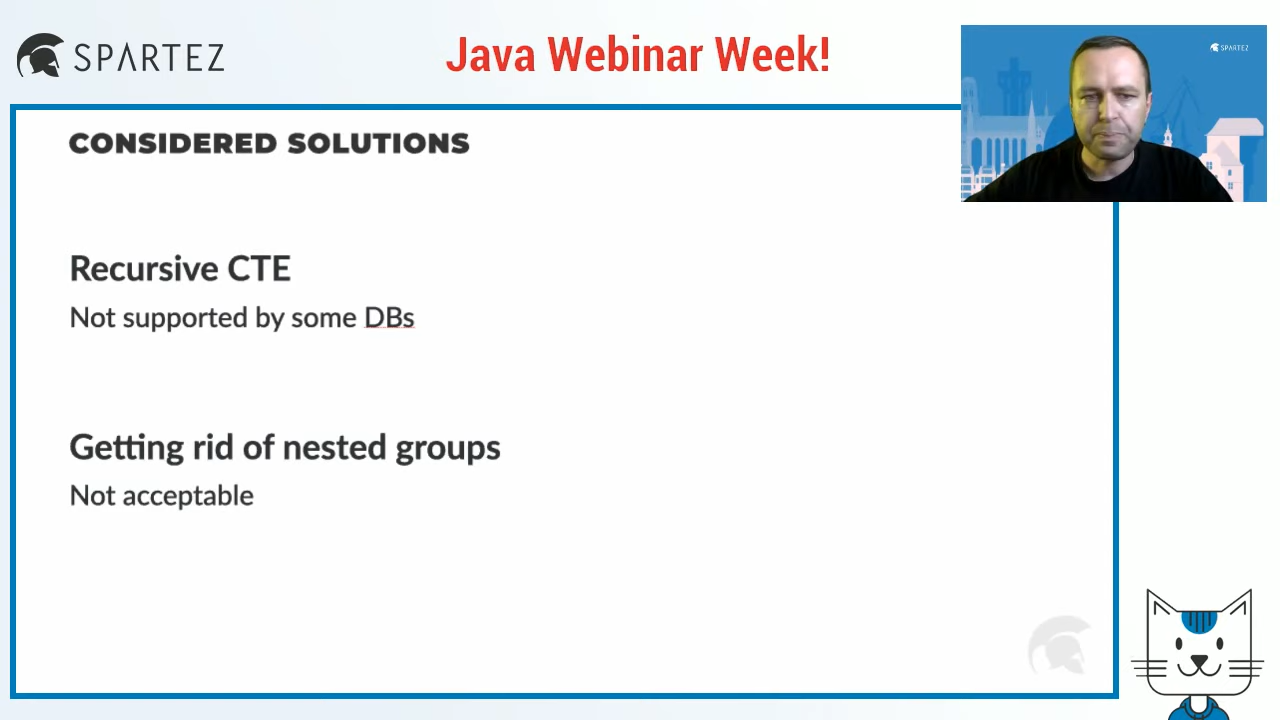 SPARTEZ
Java Webinar Week!
SPARTEZ
CONSIDERED SOLUTIONS
Recursive CTE
Not supported by some DBs
Getting rid of nested groups
Not acceptable